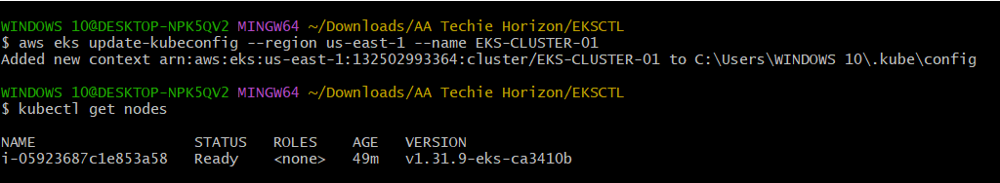 WINDOWS 10@DESKTOP-NPK5QV2 MINGW64 ~/Downloads/AA Techie Horizon/EKSCTL
$ aws eks update-kubeconfig --region us-east-1 --name EKS-CLUSTER-01
Added new context arn:aws:eks:us-east-1:132502993364:cluster/EKS-CLUSTER-01 to C:\Users\WINDOWS 10\.kube\config
WINDOWS 10@DESKTOP-NPK5QV2 MINGW64 ~/Downloads/AA Techie Horizon/EKSCTL
$ kubectl get nodes
NAME STATUS ROLES AGE VERSION
i-05923687c1e853a58 Ready <none> 49m v1.31.9-eks-ca3410b